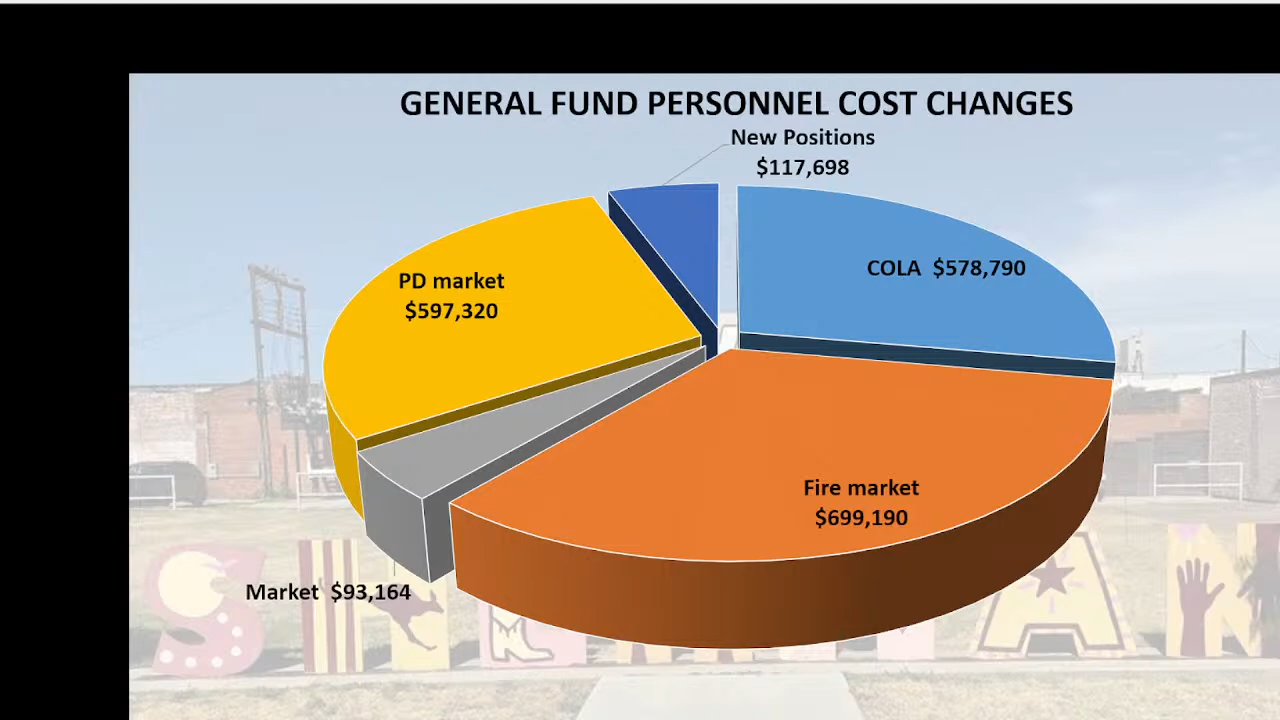 GENERAL FUND PERSONNEL COST CHANGES
New Positions
$117,698
COLA  $578,790
PD market
$597,320
Fire market
$699,190
Market  $93,164